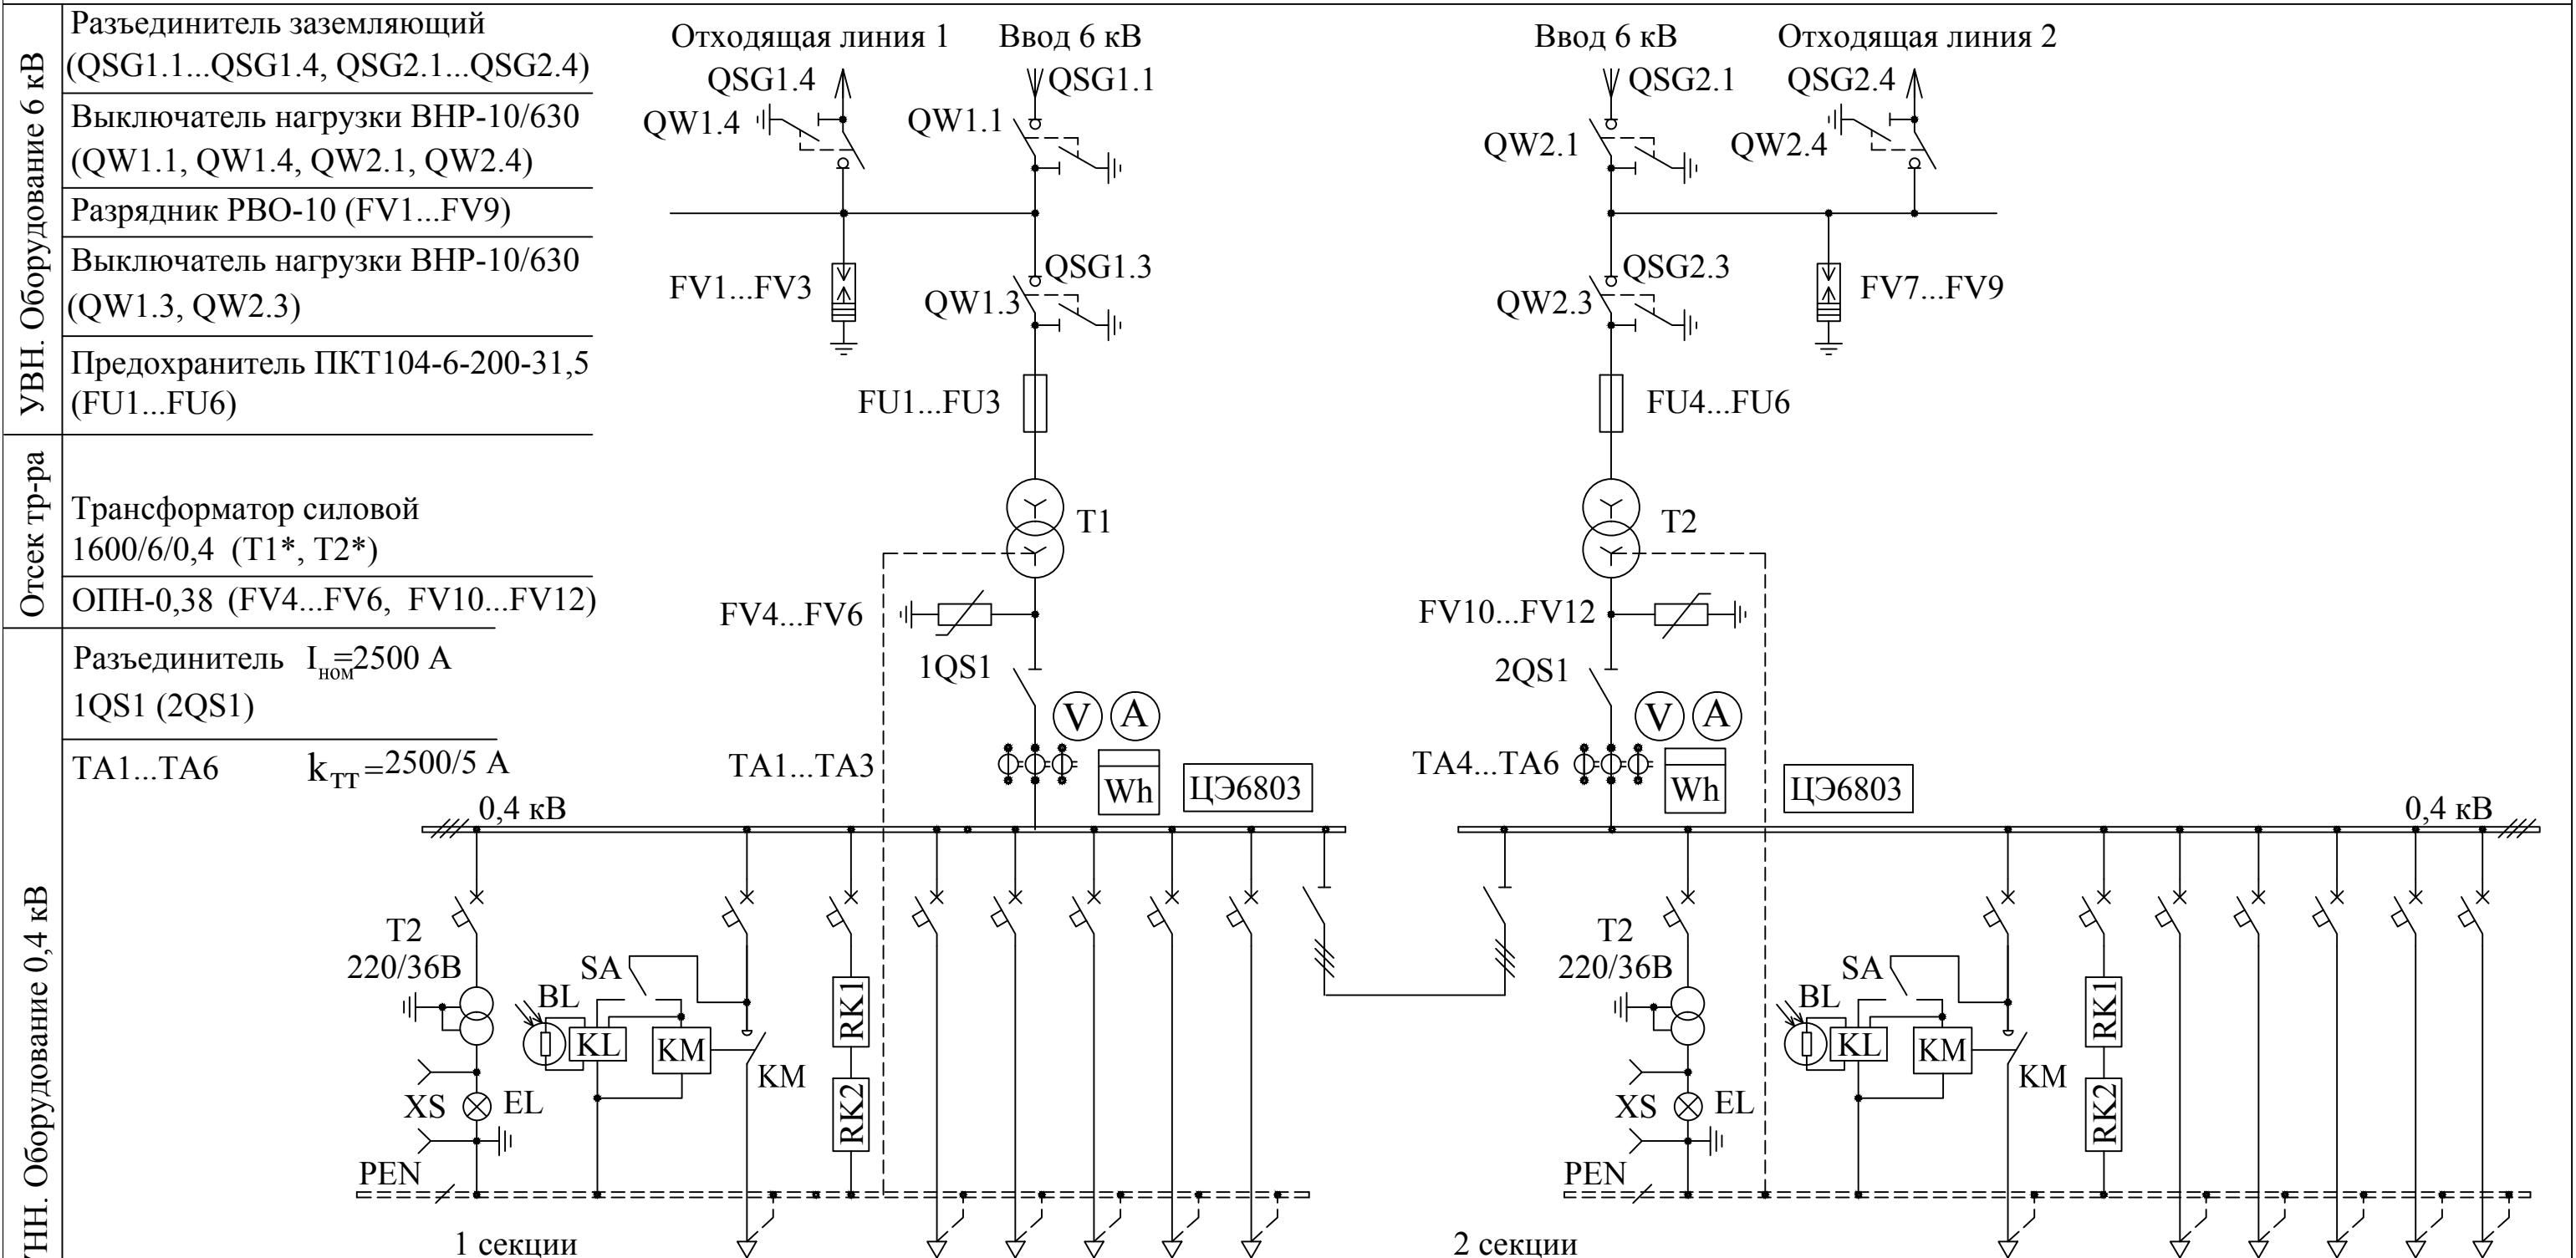 УВН. Оборудование 6 кВ
Разъединитель заземляющий
(QSG1.1...QSG1.4, QSG2.1...QSG2.4)
Выключатель нагрузки ВНР-10/630
(QW1.1, QW1.4, QW2.1, QW2.4)
Разрядник РВО-10 (FV1...FV9)
Выключатель нагрузки ВНР-10/630
(QW1.3, QW2.3)
Предохранитель ПКТ104-6-200-31,5
(FU1...FU6)
Отсек тр-ра
Трансформатор силовой
1600/6/0,4 (T1*, T2*)
ОПН-0,38 (FV4...FV6, FV10...FV12)
Разъединитель Iном=2500 А
1QS1 (2QS1)
ТА1...ТА6 kТТ=2500/5 А
НН. Оборудование 0,4 кВ
Отходящая линия 1
Ввод 6 кВ
QSG1.4
QSG1.1
QW1.4
QW1.1
QSG1.3
FV1...FV3
QW1.3
FU1...FU3
T1
FV4...FV6
1QS1
V
A
TA1...TA3
Wh
ЦЭ6803
0,4 кВ
T2
220/36В
SA
BL
KL
KM
KM
RK1
RK2
XS
EL
PEN
1 секции
Ввод 6 кВ
Отходящая линия 2
QSG2.1
QSG2.4
QW2.1
QW2.4
QSG2.3
QW2.3
FV7...FV9
FU4...FU6
T2
FV10...FV12
2QS1
V
A
TA4...TA6
Wh
ЦЭ6803
0,4 кВ
T2
220/36В
SA
BL
KL
KM
KM
RK1
RK2
XS
EL
PEN
2 секции